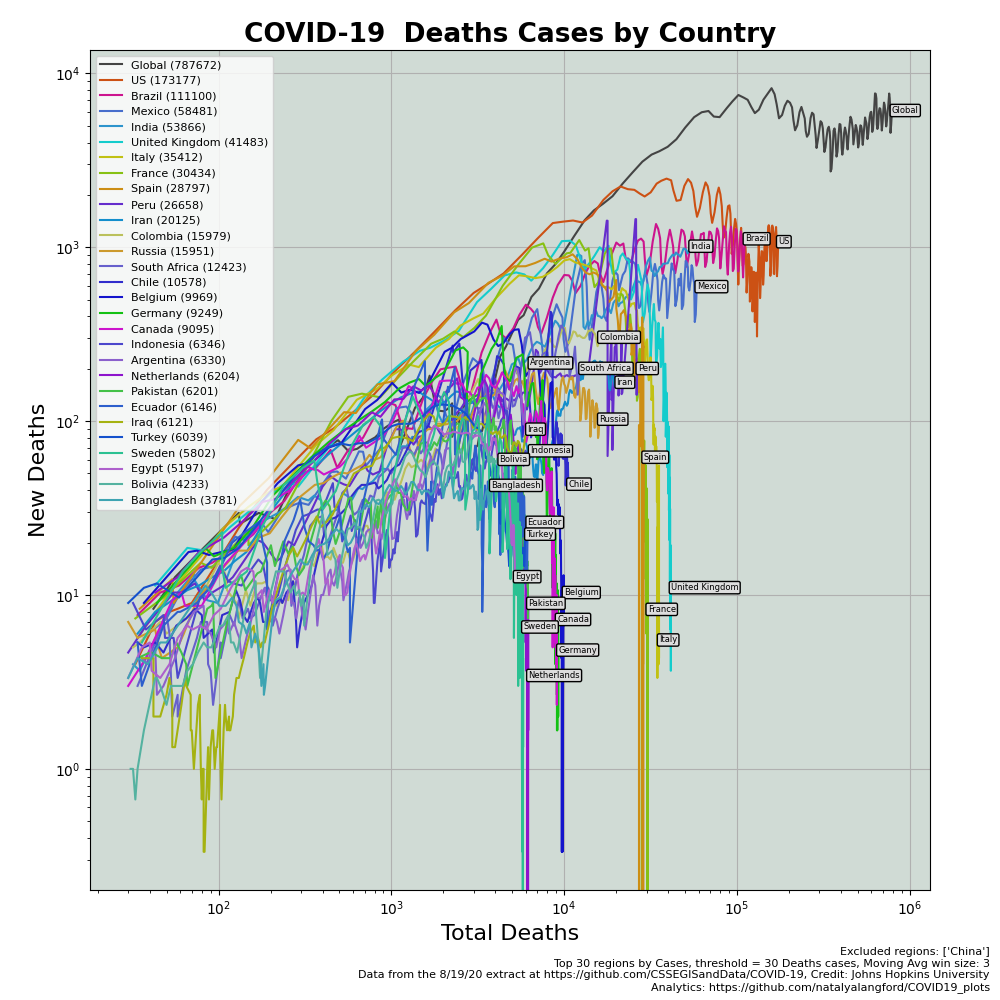 COVID-19  Deaths Cases by Country
10⁴
10³
10²
10¹
10⁰
New Deaths
Global (787672)
US (173177)
Brazil (111100)
Mexico (58481)
India (53866)
United Kingdom (41483)
Italy (35412)
France (30434)
Spain (28797)
Peru (26658)
Iran (20125)
Colombia (15979)
Russia (15951)
South Africa (12423)
Chile (10578)
Belgium (9969)
Germany (9249)
Canada (9095)
Indonesia (6346)
Argentina (6330)
Netherlands (6204)
Pakistan (6201)
Ecuador (6146)
Iraq (6121)
Turkey (6039)
Sweden (5802)
Egypt (5197)
Bolivia (4233)
Bangladesh (3781)
Global
Brazil
US
India
Mexico
Colombia
Argentina
South Africa
Peru
Iran
Russia
Iraq
Indonesia
Spain
Bolivia
Bangladesh
Chile
Ecuador
Turkey
Egypt
United Kingdom
Belgium
Pakistan
France
Canada
Sweden
Italy
Germany
Netherlands
10²
10³
10⁴
10⁵
10⁶
Total Deaths
Excluded regions: ['China']
Top 30 regions by Cases, threshold = 30 Deaths cases, Moving Avg win size: 3
Data from the 8/19/20 extract at https://github.com/CSSEGISandData/COVID-19, Credit: Johns Hopkins University
Analytics: https://github.com/natalyalangford/COVID19_plots